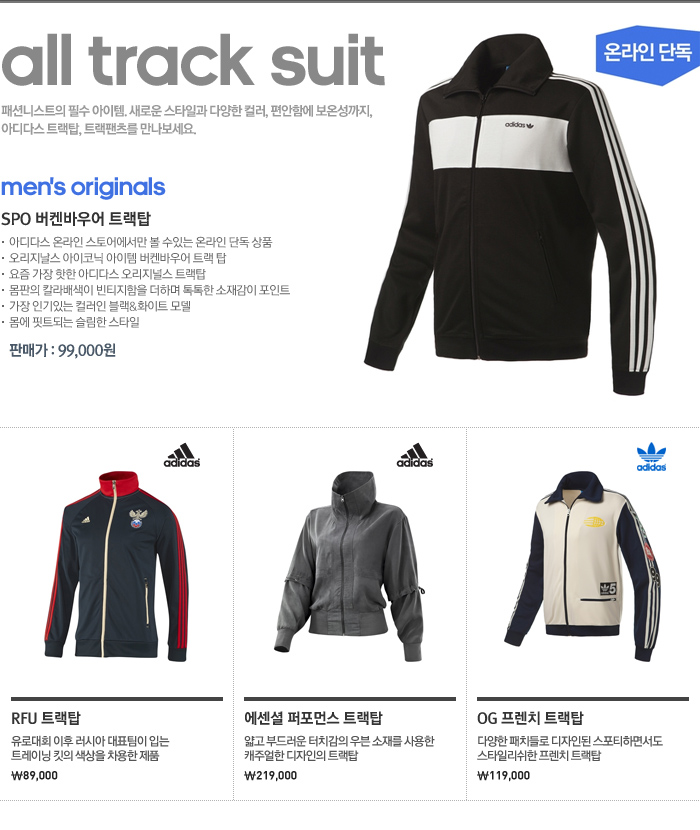 all track suit
온라인 단독
패션니스트의 필수 아이템. 새로운 스타일과 다양한 컬러, 편안함에 보온성까지,
아디다스 트랙탑, 트랙팬츠를 만나보세요.
adidas
men's originals
SPO 버켄바우어 트랙탑
· 아디다스 온라인 스토어에서만 볼 수있는 온라인 단독 상품
· 오리지널스 아이코닉 아이템 버켄바우어 트랙 탑
· 요즘 가장 핫한 아디다스 오리지널스 트랙탑
· 몸판의 칼라배색이 빈티지함을 더하며 톡톡한 소재감이 포인트
· 가장 인기있는 컬러인 블랙&화이트 모델
· 몸에 핏트되는 슬림한 스타일
판매가 : 99,000원
adidas
adidas
adidas
5
RFU 트랙탑
유로대회 이후 러시아 대표팀이 입는
트레이닝 킷의 색상을 차용한 제품
₩89,000
에센셜 퍼포먼스 트랙탑
얇고 부드러운 터치감의 우븐 소재를 사용한
캐주얼한 디자인의 트랙탑
₩219,000
OG 프렌치 트랙탑
다양한 패치들로 디자인된 스포티하면서도
스타일리쉬한 프렌치 트랙탑
₩119,000